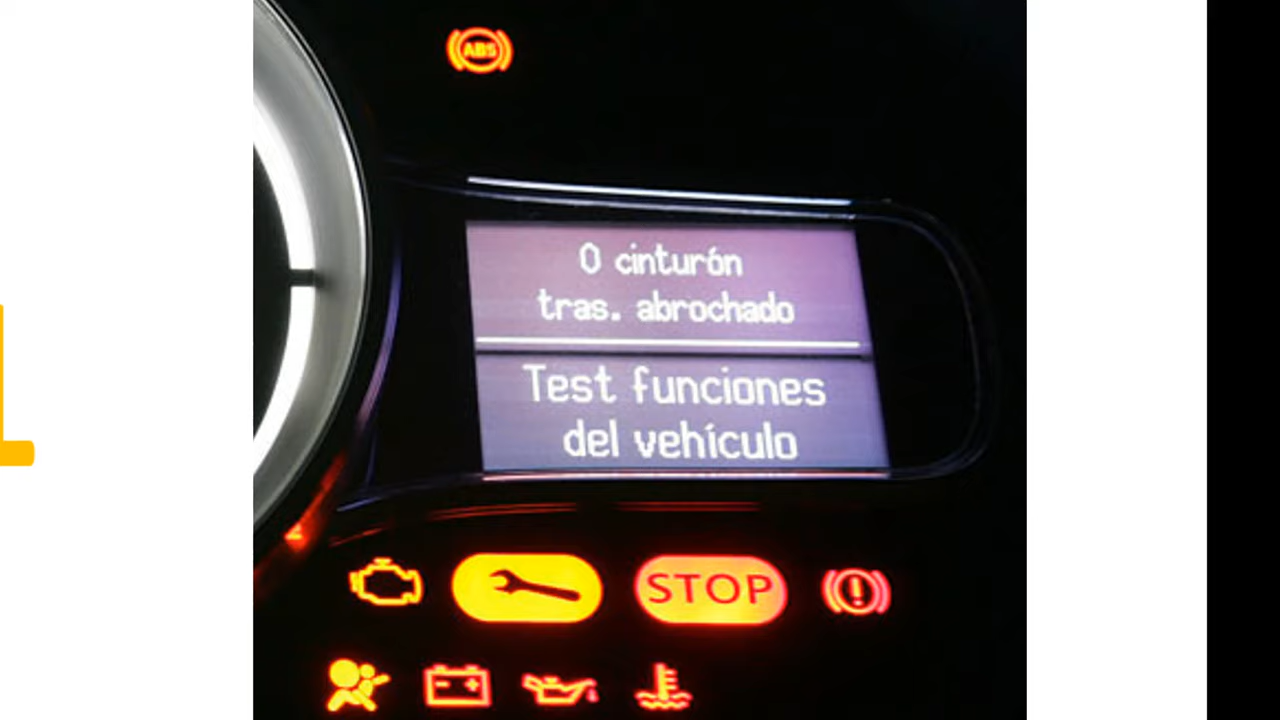 ABS
0 cinturón
tras. abrochado
Test funciones
del vehículo
STOP